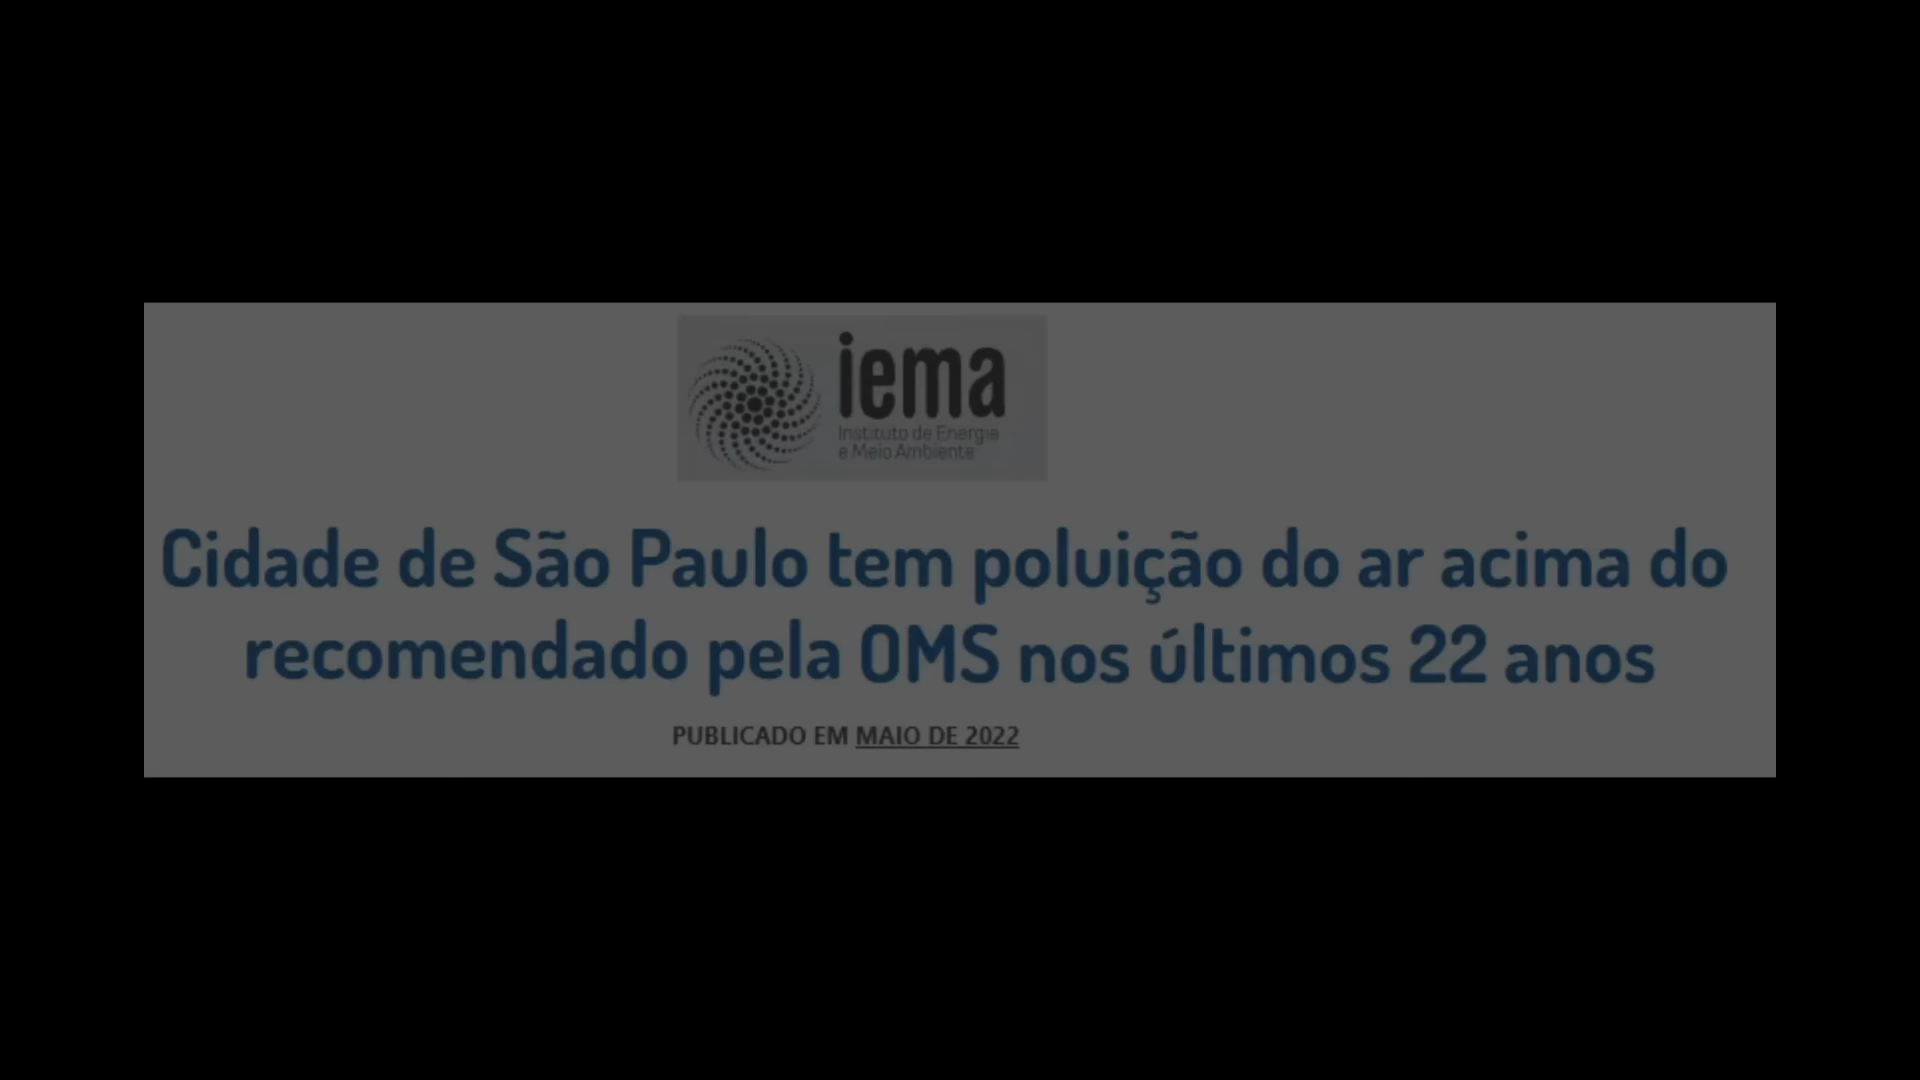 iema
Instituto de Energia
e Meio Ambiente
Cidade de São Paulo tem poluição do ar acima do
recomendado pela OMS nos últimos 22 anos
PUBLICADO EM MAIO DE 2022